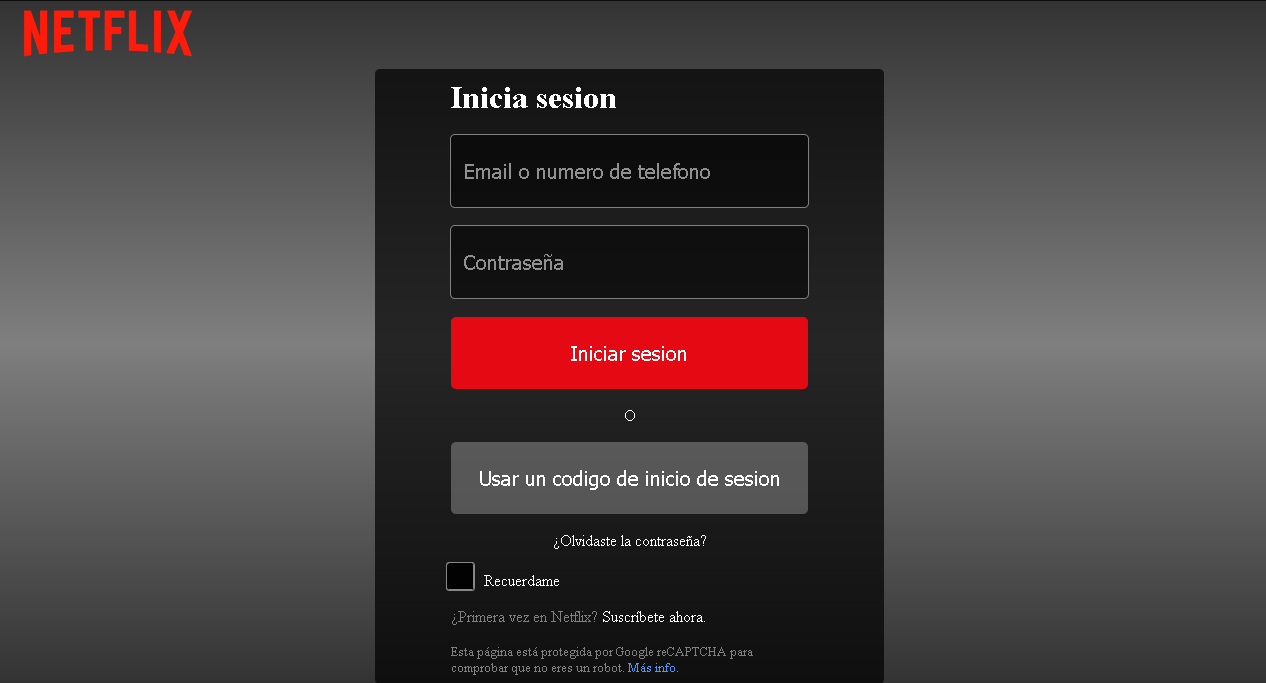 NETFLIX
Inicia sesion
Email o numero de telefono
Contraseña
Iniciar sesion
O
Usar un codigo de inicio de sesion
¿Olvidaste la contraseña?
Recuerdame
¿Primera vez en Netflix? Suscríbete ahora.
Esta página está protegida por Google reCAPTCHA para
comprobar que no eres un robot. Más info.